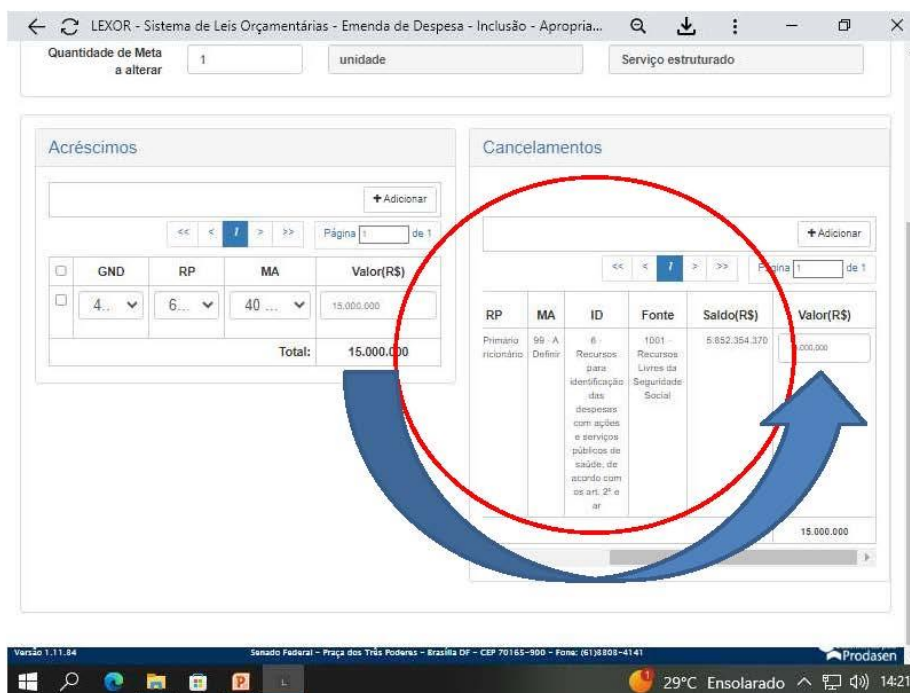 LEXOR - Sistema de Leis Orçamentárias - Emenda de Despesa - Inclusão - Apropria...
Quantidade de Meta
a alterar
1
unidade
Serviço estruturado
Acréscimos
+ Adicionar
<< < 1 > >> Página 1 de 1
GND RP MA Valor(R$)
4.. 6... 40 ... 15.000.000
Total: 15.000.000
Cancelamentos
+ Adicionar
<< < 1 > >> Página 1 de 1
RP MA ID Fonte Saldo(R$) Valor(R$)
Primário 99 - A 6 - 1001 - 5.852.354.370
ricionário Definir Recursos Recursos
para Livres da
identificação Seguridade
das Social
despesas
com ações
e serviços
públicos de
saúde, de
acordo com
os art. 2º e
ar
15.000.000
Versão 1.11.84
Senado Federal - Praça dos Três Poderes - Brasília DF - CEP 70165-900 - Fone: (61)3303-4141
Prodasen
29°C Ensolarado 14:21